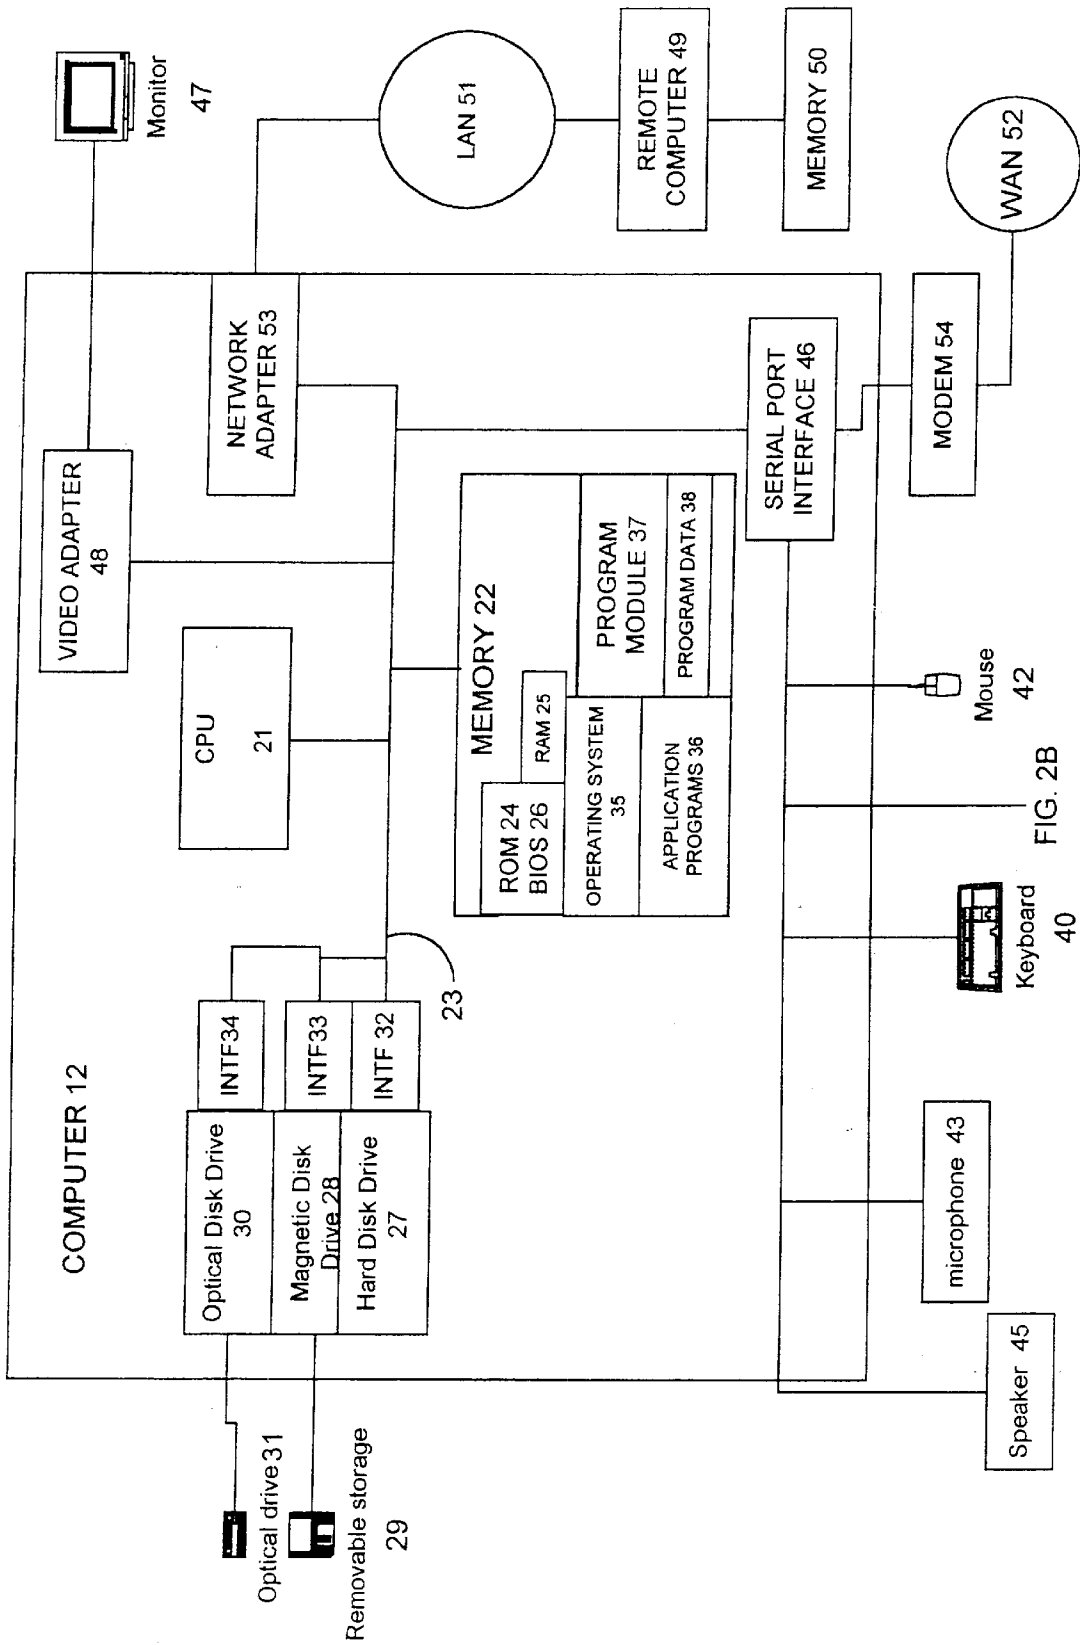 COMPUTER 12
Monitor
47
VIDEO ADAPTER
48
NETWORK
ADAPTER 53
LAN 51
REMOTE
COMPUTER 49
MEMORY 50
CPU
21
Optical drive 31
Removable storage
29
Optical Disk Drive
30
Magnetic Disk
Drive 28
Hard Disk Drive
27
INTF34
INTF33
INTF 32
23
MEMORY 22
ROM 24
BIOS 26
RAM 25
OPERATING SYSTEM
35
APPLICATION
PROGRAMS 36
PROGRAM
MODULE 37
PROGRAM DATA 38
SERIAL PORT
INTERFACE 46
MODEM 54
WAN 52
Speaker 45
microphone 43
Keyboard
40
Mouse
42
FIG. 2B